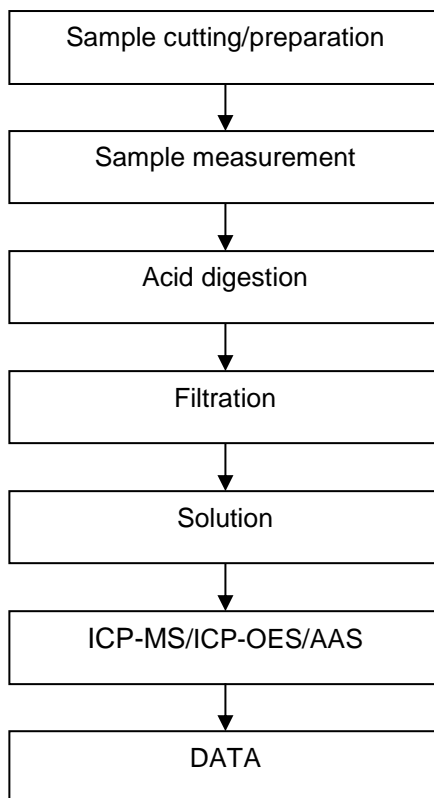 Sample cutting/preparation
Sample measurement
Acid digestion
Filtration
Solution
ICP-MS/ICP-OES/AAS
DATA